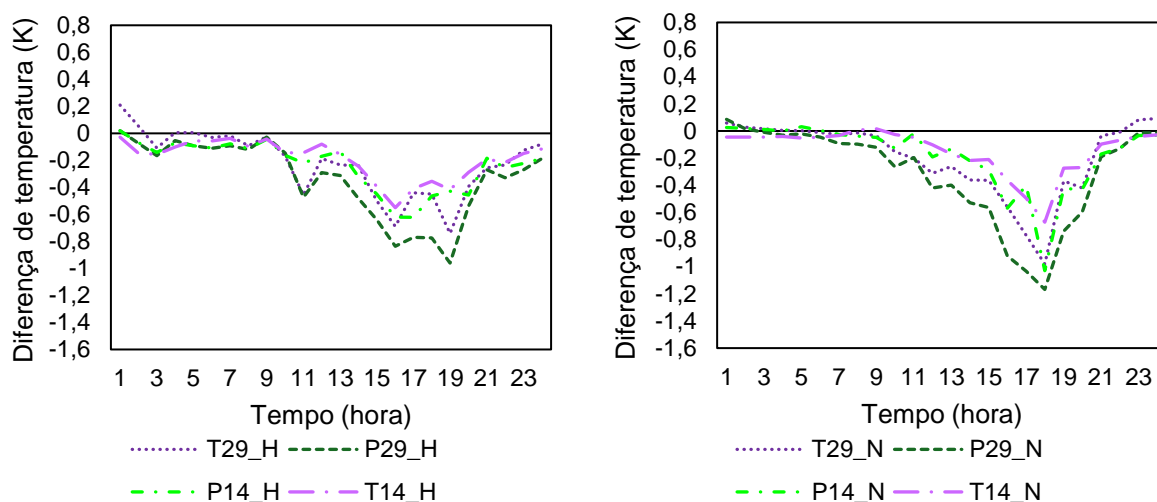 Diferença de temperatura (K)
0,8
0,6
0,4
0,2
0
-0,2
-0,4
-0,6
-0,8
-1
-1,2
-1,4
-1,6
1 3 5 7 9 11 13 15 17 19 21 23
Tempo (hora)
T29_H P29_H
P14_H T14_H
Diferença de temperatura (K)
0,8
0,6
0,4
0,2
0
-0,2
-0,4
-0,6
-0,8
-1
-1,2
-1,4
-1,6
1 3 5 7 9 11 13 15 17 19 21 23
Tempo (hora)
T29_N P29_N
P14_N T14_N